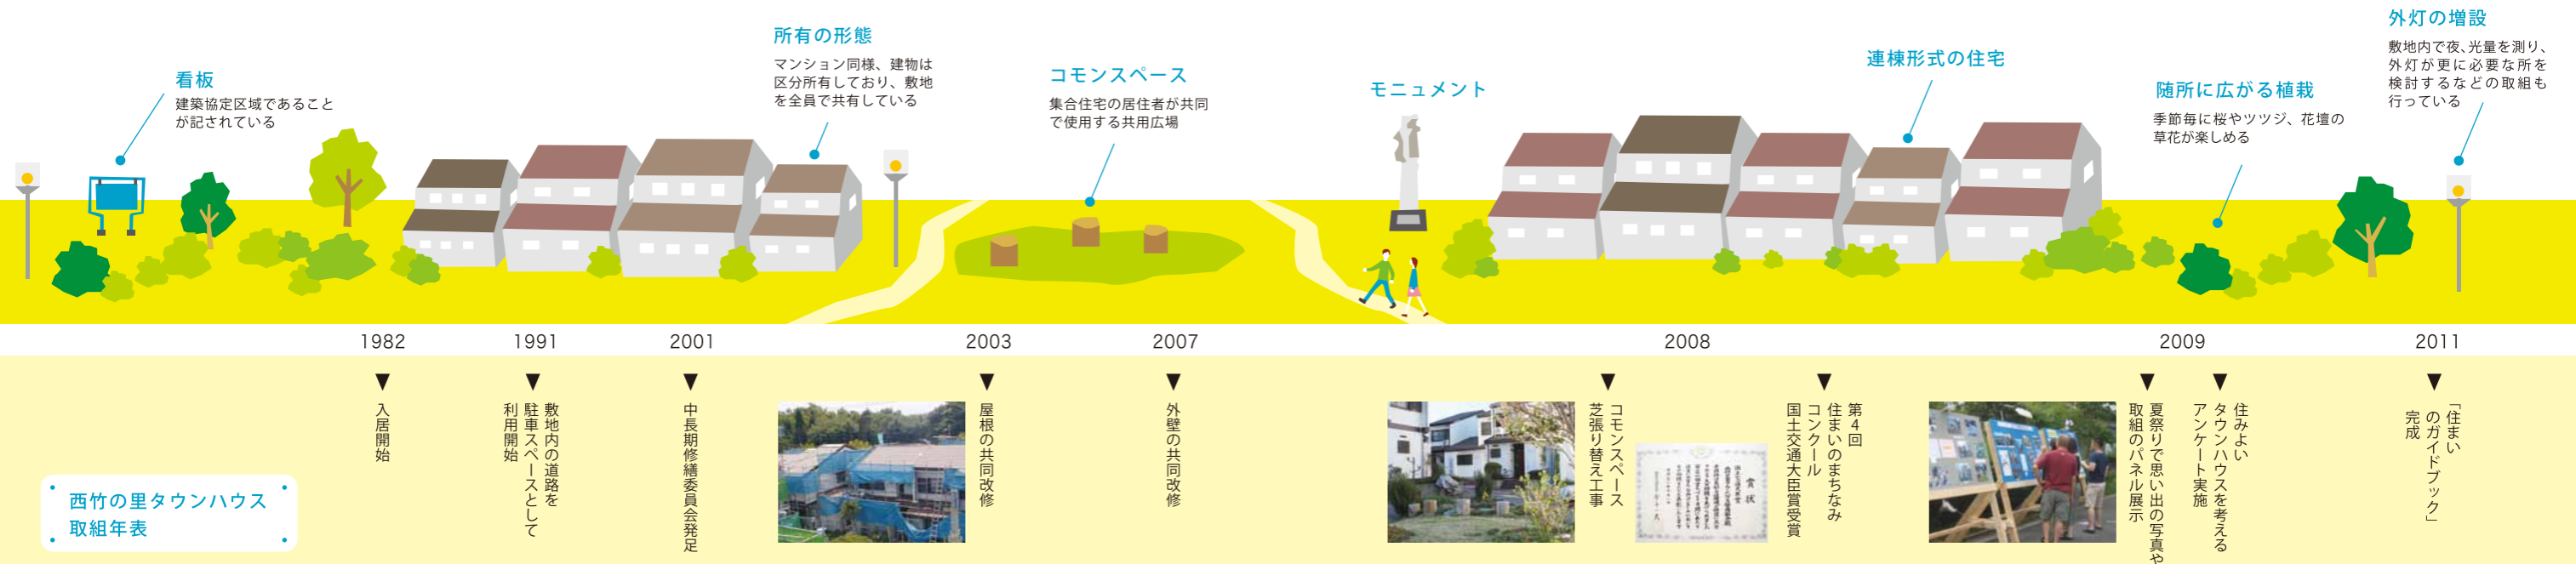 看板
建築協定区域であること
が記されている
所有の形態
マンション同様、建物は
区分所有しており、敷地
を全員で共有している
コモンスペース
集合住宅の居住者が共同
で使用する共用広場
モニュメント
連棟形式の住宅
随所に広がる植栽
季節毎に桜やツツジ、花壇の
草花が楽しめる
外灯の増設
敷地内で夜、光量を測り、
外灯が更に必要な所を
検討するなどの取組も
行っている
1982
1991
2001
2003
2007
2008
2009
2011
西竹の里タウンハウス
取組年表
入居開始
敷地内の道路を
駐車スペースとして
利用開始
中長期修繕委員会発足
屋根の共同改修
外壁の共同改修
コモンスペース
芝張り替え工事
賞状
第4回
住まいのまちなみ
コンクール
国土交通大臣賞受賞
夏祭りで思い出の写真や
取組のパネル展示
住みよい
タウンハウスを考える
アンケート実施
「住まい
のガイドブック」
完成